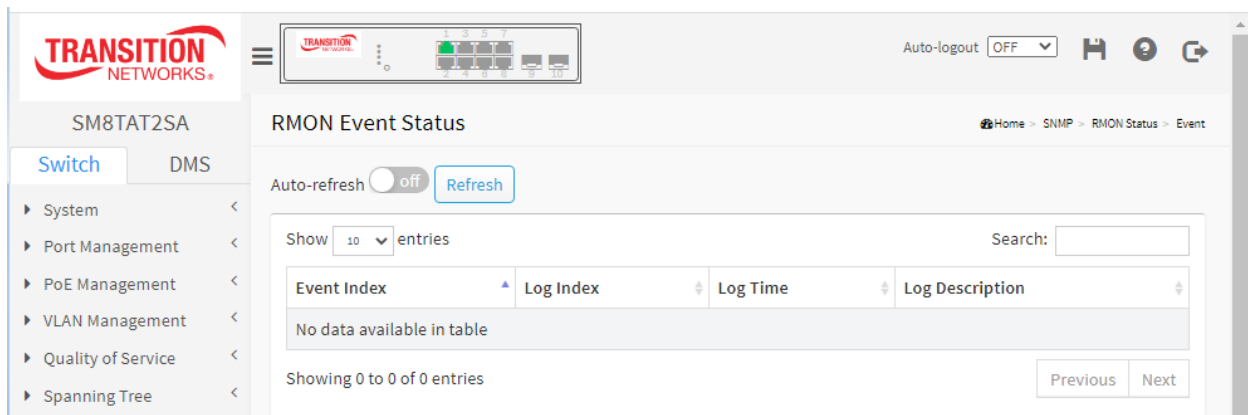 TRANSITION
NETWORKS®
TRANSITION
1 3 5 7
2 4 6 8 9 10
Auto-logout OFF
SM8TAT2SA
RMON Event Status
Home > SNMP > RMON Status > Event
Switch DMS
Auto-refresh off Refresh
System
Port Management
PoE Management
VLAN Management
Quality of Service
Spanning Tree
Show 10 entries
Search:
Event Index Log Index Log Time Log Description
No data available in table
Showing 0 to 0 of 0 entries
Previous Next